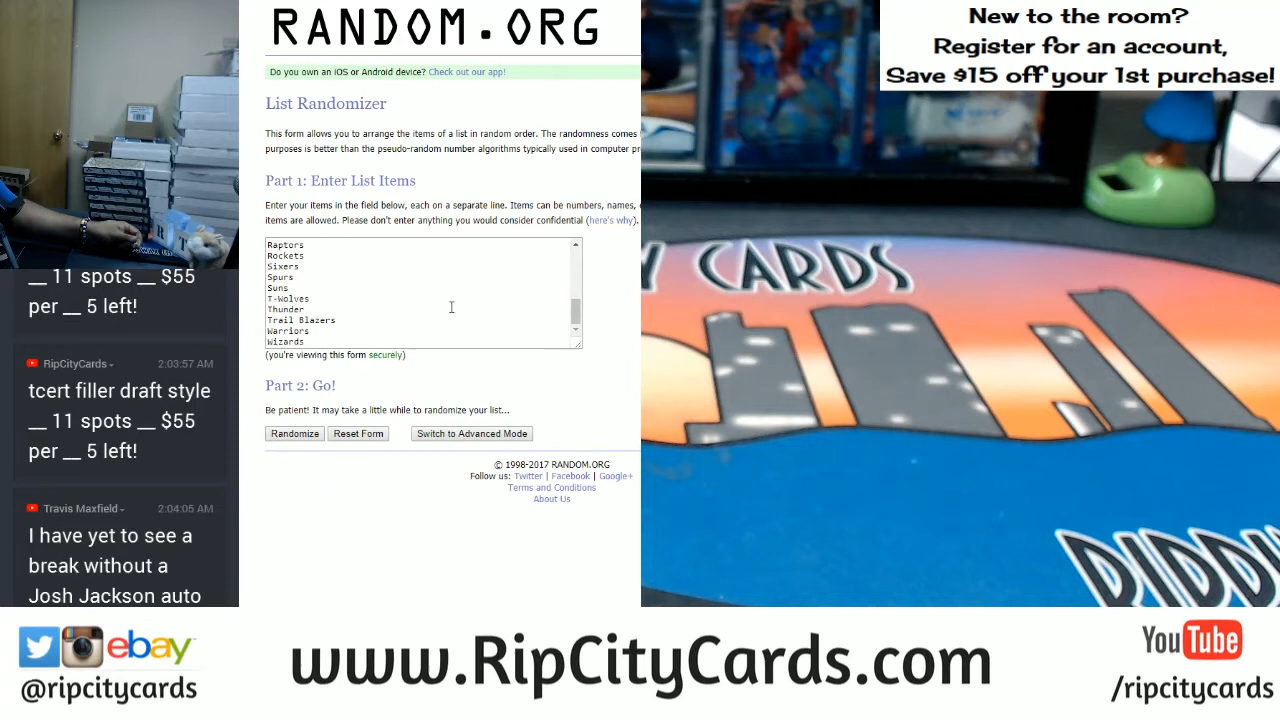 __ 11 spots __ $55
per __ 5 left!
RipCityCards
2:03:57 AM
tcert filler draft style
__ 11 spots __ $55
per __ 5 left!
Travis Maxfield
2:04:05 AM
I have yet to see a
break without a
Josh Jackson auto
RANDOM.ORG
Do you own an iOS or Android device? Check out our app!
List Randomizer
This form allows you to arrange the items of a list in random order. The randomness comes
purposes is better than the pseudo-random number algorithms typically used in computer pr
Part 1: Enter List Items
Enter your items in the field below, each on a separate line. Items can be numbers, names,
items are allowed. Please don't enter anything you would consider confidential (here's why).
Raptors
Rockets
Sixers
Spurs
Suns
T-Wolves
Thunder
Trail Blazers
Warriors
Wizards
(you're viewing this form securely)
Part 2: Go!
Be patient! It may take a little while to randomize your list...
Randomize
Reset Form
Switch to Advanced Mode
© 1998-2017 RANDOM.ORG
Follow us: Twitter | Facebook | Google+
Terms and Conditions
About Us
New to the room?
Register for an account,
Save $15 off your 1st purchase!
Y CARDS
RIPPI
ebay
@ripcitycards
www.RipCityCards.com
YouTube
/ripcitycards